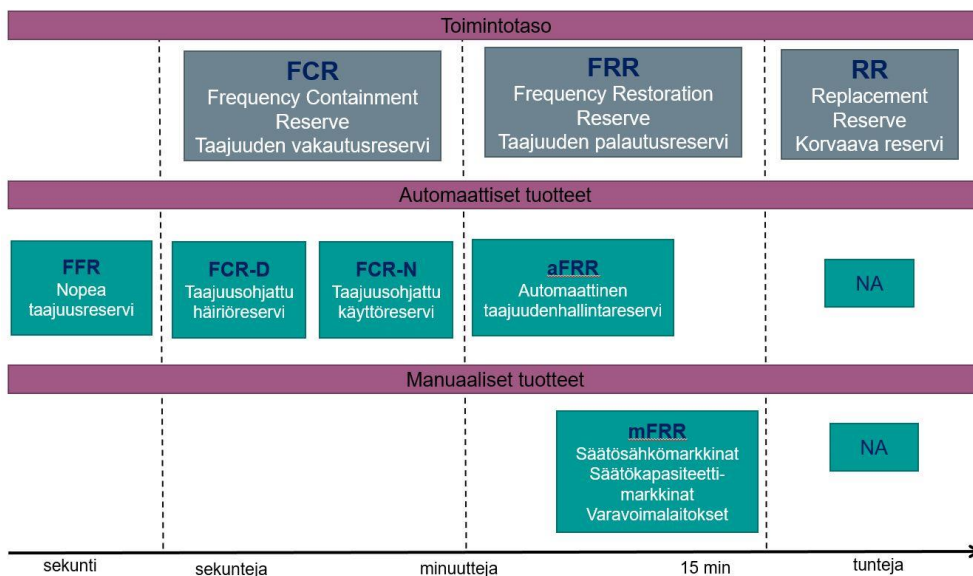 Toimintotaso
FCR
Frequency Containment
Reserve
Taajuuden vakautusreservi
FRR
Frequency Restoration
Reserve
Taajuuden palautusreservi
RR
Replacement
Reserve
Korvaava reservi
Automaattiset tuotteet
FFR
Nopea
taajuusreservi
FCR-D
Taajuusohjattu
häiriöreservi
FCR-N
Taajuusohjattu
käyttöreservi
aFRR
Automaattinen
taajuudenhallintareservi
NA
Manuaaliset tuotteet
mFRR
Säätösähkömarkkinat
Säätökapasiteetti-
markkinat
Varavoimalaitokset
NA
sekunti
sekunteja
minuutteja
15 min
tunteja